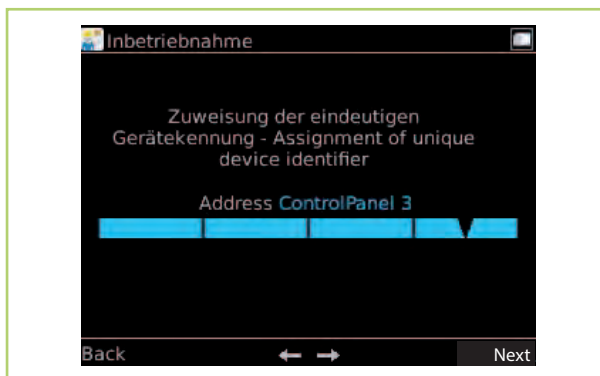 Inbetriebnahme
Zuweisung der eindeutigen
Gerätekennung - Assignment of unique
device identifier
Address ControlPanel 3
Back ← → Next